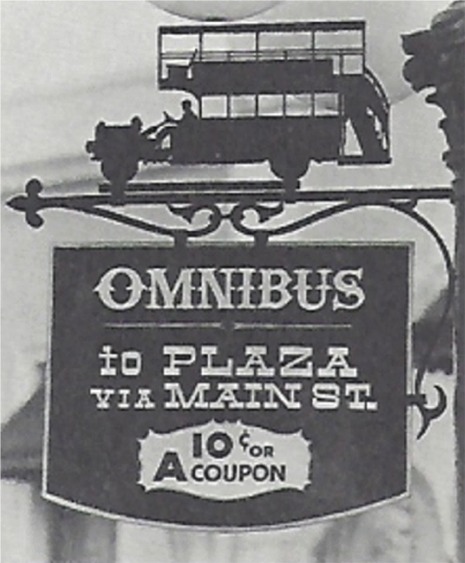 OMNIBUS
to PLAZA
VIA MAIN ST.
10¢ OR
A COUPON